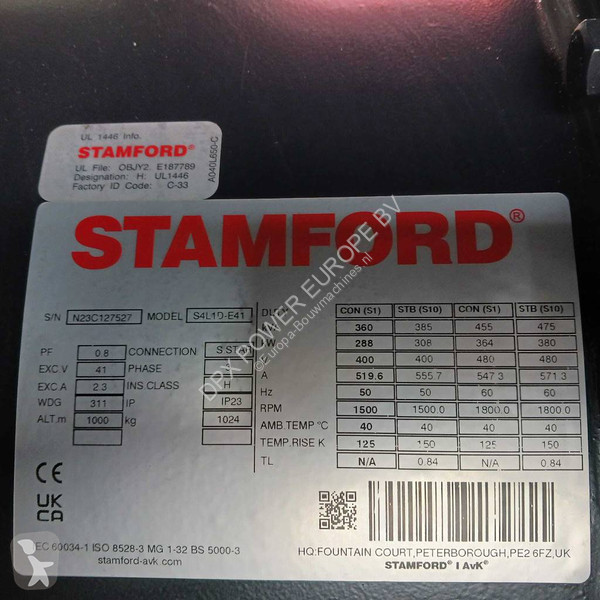 UL 1446 Info.
STAMFORD®
UL File: OBJY2. E187789
Designation: H: UL1446
Factory ID Code: C-33
A040L650-C
STAMFORD®
S/N N23C127527 MODEL S4L1D-E41
PF 0.8 CONNECTION S STAR
EXC.V 41 PHASE
EXC.A 2.3 INS CLASS H
WDG 311 IP IP23
ALT.m 1000 kg 1024
DUTY CON (S1) STB (S10) CON (S1) STB (S10)
360 385 455 475
kW 288 308 364 380
400 400 480 480
A 519.6 555.7 547.3 571.3
Hz 50 50 60 60
RPM 1500 1500.0 1800.0 1800.0
AMB.TEMP °C 40 40 40 40
TEMP.RISE K 125 150 125 150
TL N/A 0.84 N/A 0.84
CE
UK
CA
IEC 60034-1 ISO 8528-3 MG 1-32 BS 5000-3
stamford-avk.com
HQ:FOUNTAIN COURT,PETERBOROUGH,PE2 6FZ,UK
STAMFORD® | AvK®
DPX POWER EUROPE BV
©Europa-Bouwmachines.nl